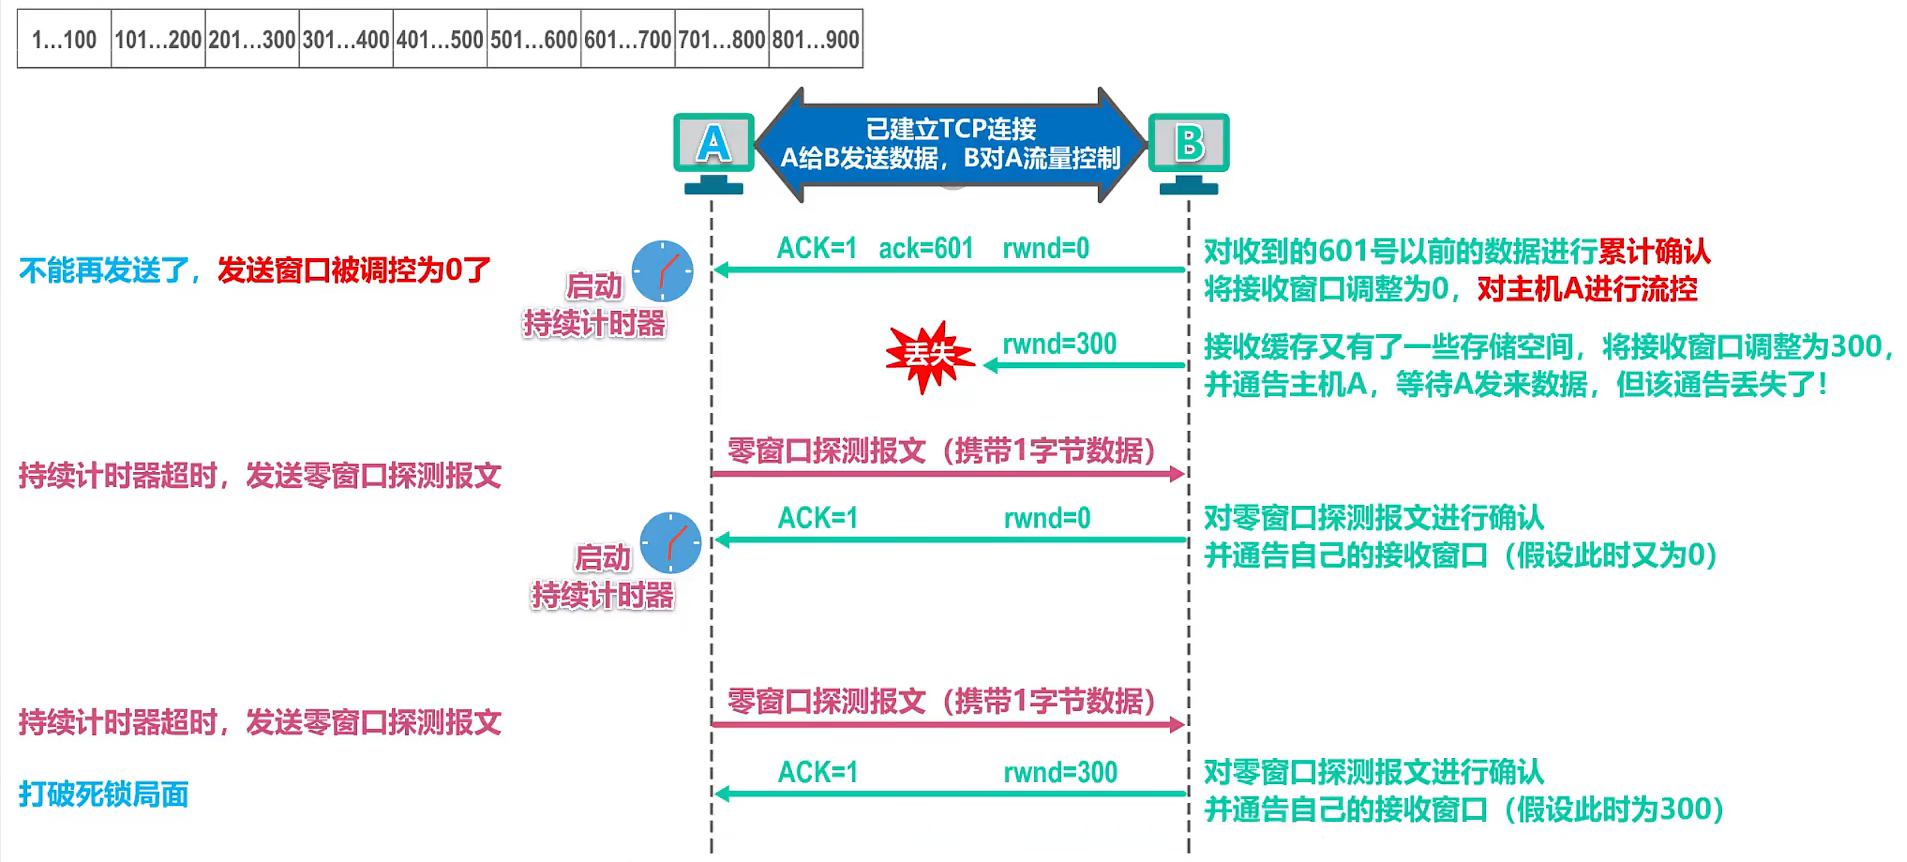 1…100 101…200 201…300 301…400 401…500 501…600 601…700 701…800 801…900
A
已建立TCP连接
A给B发送数据，B对A流量控制
B
ACK=1 ack=601 rwnd=0
对收到的601号以前的数据进行累计确认
将接收窗口调整为0，对主机A进行流控
不能再发送了，发送窗口被调控为0了
启动
持续计时器
丢失
rwnd=300
接收缓存又有了一些存储空间，将接收窗口调整为300，
并通告主机A，等待A发来数据，但该通告丢失了！
零窗口探测报文（携带1字节数据）
持续计时器超时，发送零窗口探测报文
ACK=1 rwnd=0
对零窗口探测报文进行确认
并通告自己的接收窗口（假设此时又为0）
启动
持续计时器
零窗口探测报文（携带1字节数据）
持续计时器超时，发送零窗口探测报文
ACK=1 rwnd=300
对零窗口探测报文进行确认
并通告自己的接收窗口（假设此时为300）
打破死锁局面